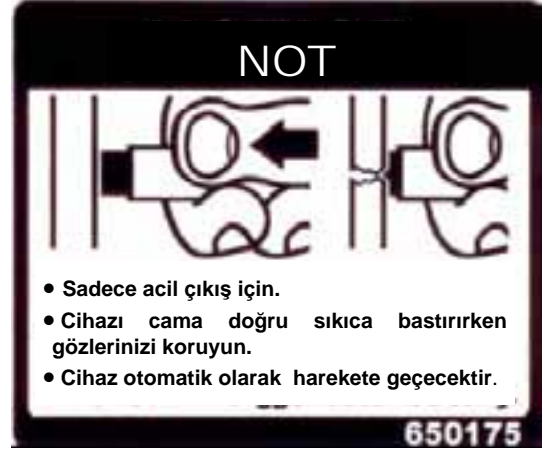 NOT
• Sadece acil çıkış için.
• Cihazı cama doğru sıkıca bastırırken
gözlerinizi koruyun.
• Cihaz otomatik olarak harekete geçecektir.
650175